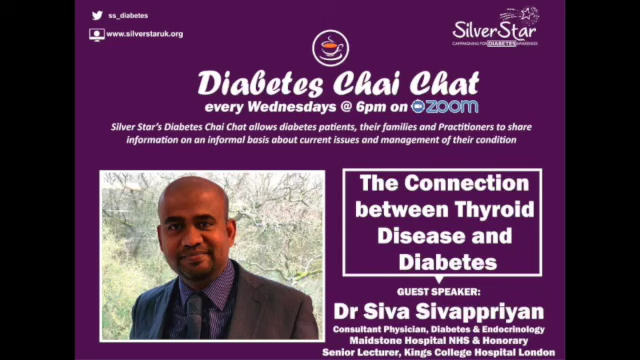 ss_diabetes
www.silverstaruk.org
SilverStar
CAMPAIGNING FOR DIABETES AWARENESS
Diabetes Chai Chat
every Wednesdays @ 6pm on zoom
Silver Star's Diabetes Chai Chat allows diabetes patients, their families and Practitioners to share
information on an informal basis about current issues and management of their condition
The Connection
between Thyroid
Disease and
Diabetes
GUEST SPEAKER:
Dr Siva Sivappriyan
Consultant Physician, Diabetes & Endocrinology
Maidstone Hospital NHS & Honorary
Senior Lecturer, Kings College Hospital London